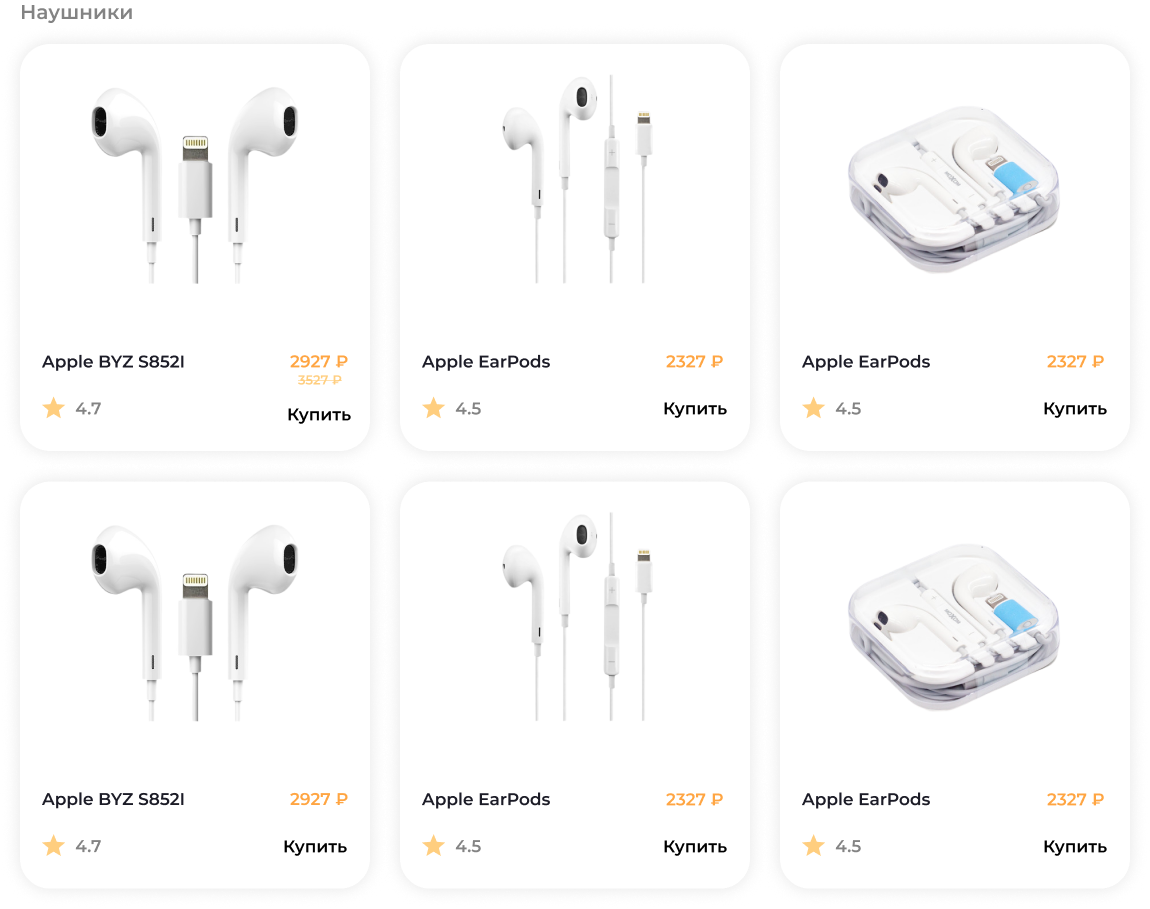 Наушники
Apple BYZ S852I
2927 ₽
3527 ₽
4.7
Купить
Apple EarPods
2327 ₽
4.5
Купить
Apple EarPods
2327 ₽
4.5
Купить
Apple BYZ S852I
2927 ₽
4.7
Купить
Apple EarPods
2327 ₽
4.5
Купить
Apple EarPods
2327 ₽
4.5
Купить